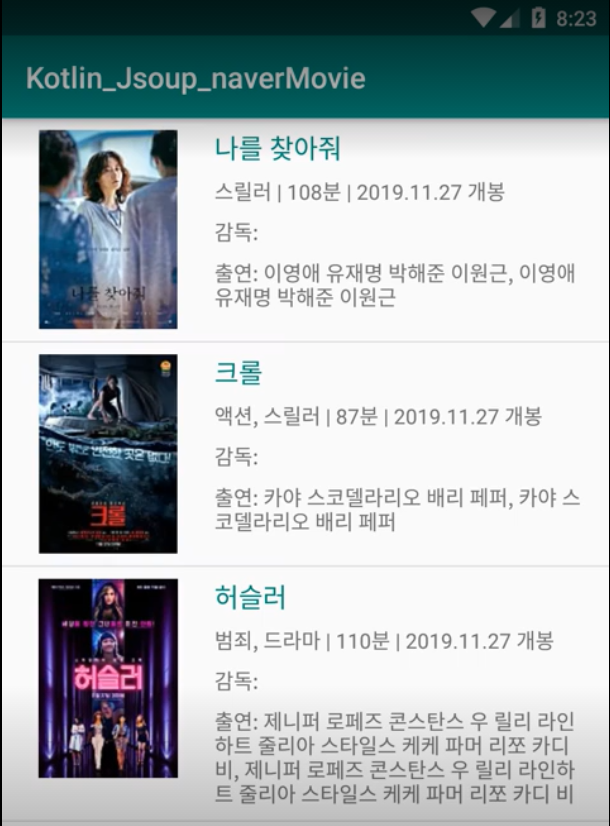 8:23
Kotlin_Jsoup_naverMovie
나를 찾아줘
나를 찾아줘
스릴러 | 108분 | 2019.11.27 개봉
감독:
출연: 이영애 유재명 박해준 이원근, 이영애
유재명 박해준 이원근
크롤
크롤
액션, 스릴러 | 87분 | 2019.11.27 개봉
감독:
출연: 카야 스코델라리오 배리 페퍼, 카야 스
코델라리오 배리 페퍼
허슬러
허슬러
범죄, 드라마 | 110분 | 2019.11.27 개봉
감독:
출연: 제니퍼 로페즈 콘스탄스 우 릴리 라인
하트 줄리아 스타일스 케케 파머 리쪼 카디
비, 제니퍼 로페즈 콘스탄스 우 릴리 라인하
트 줄리아 스타일스 케케 파머 리쪼 카디 비